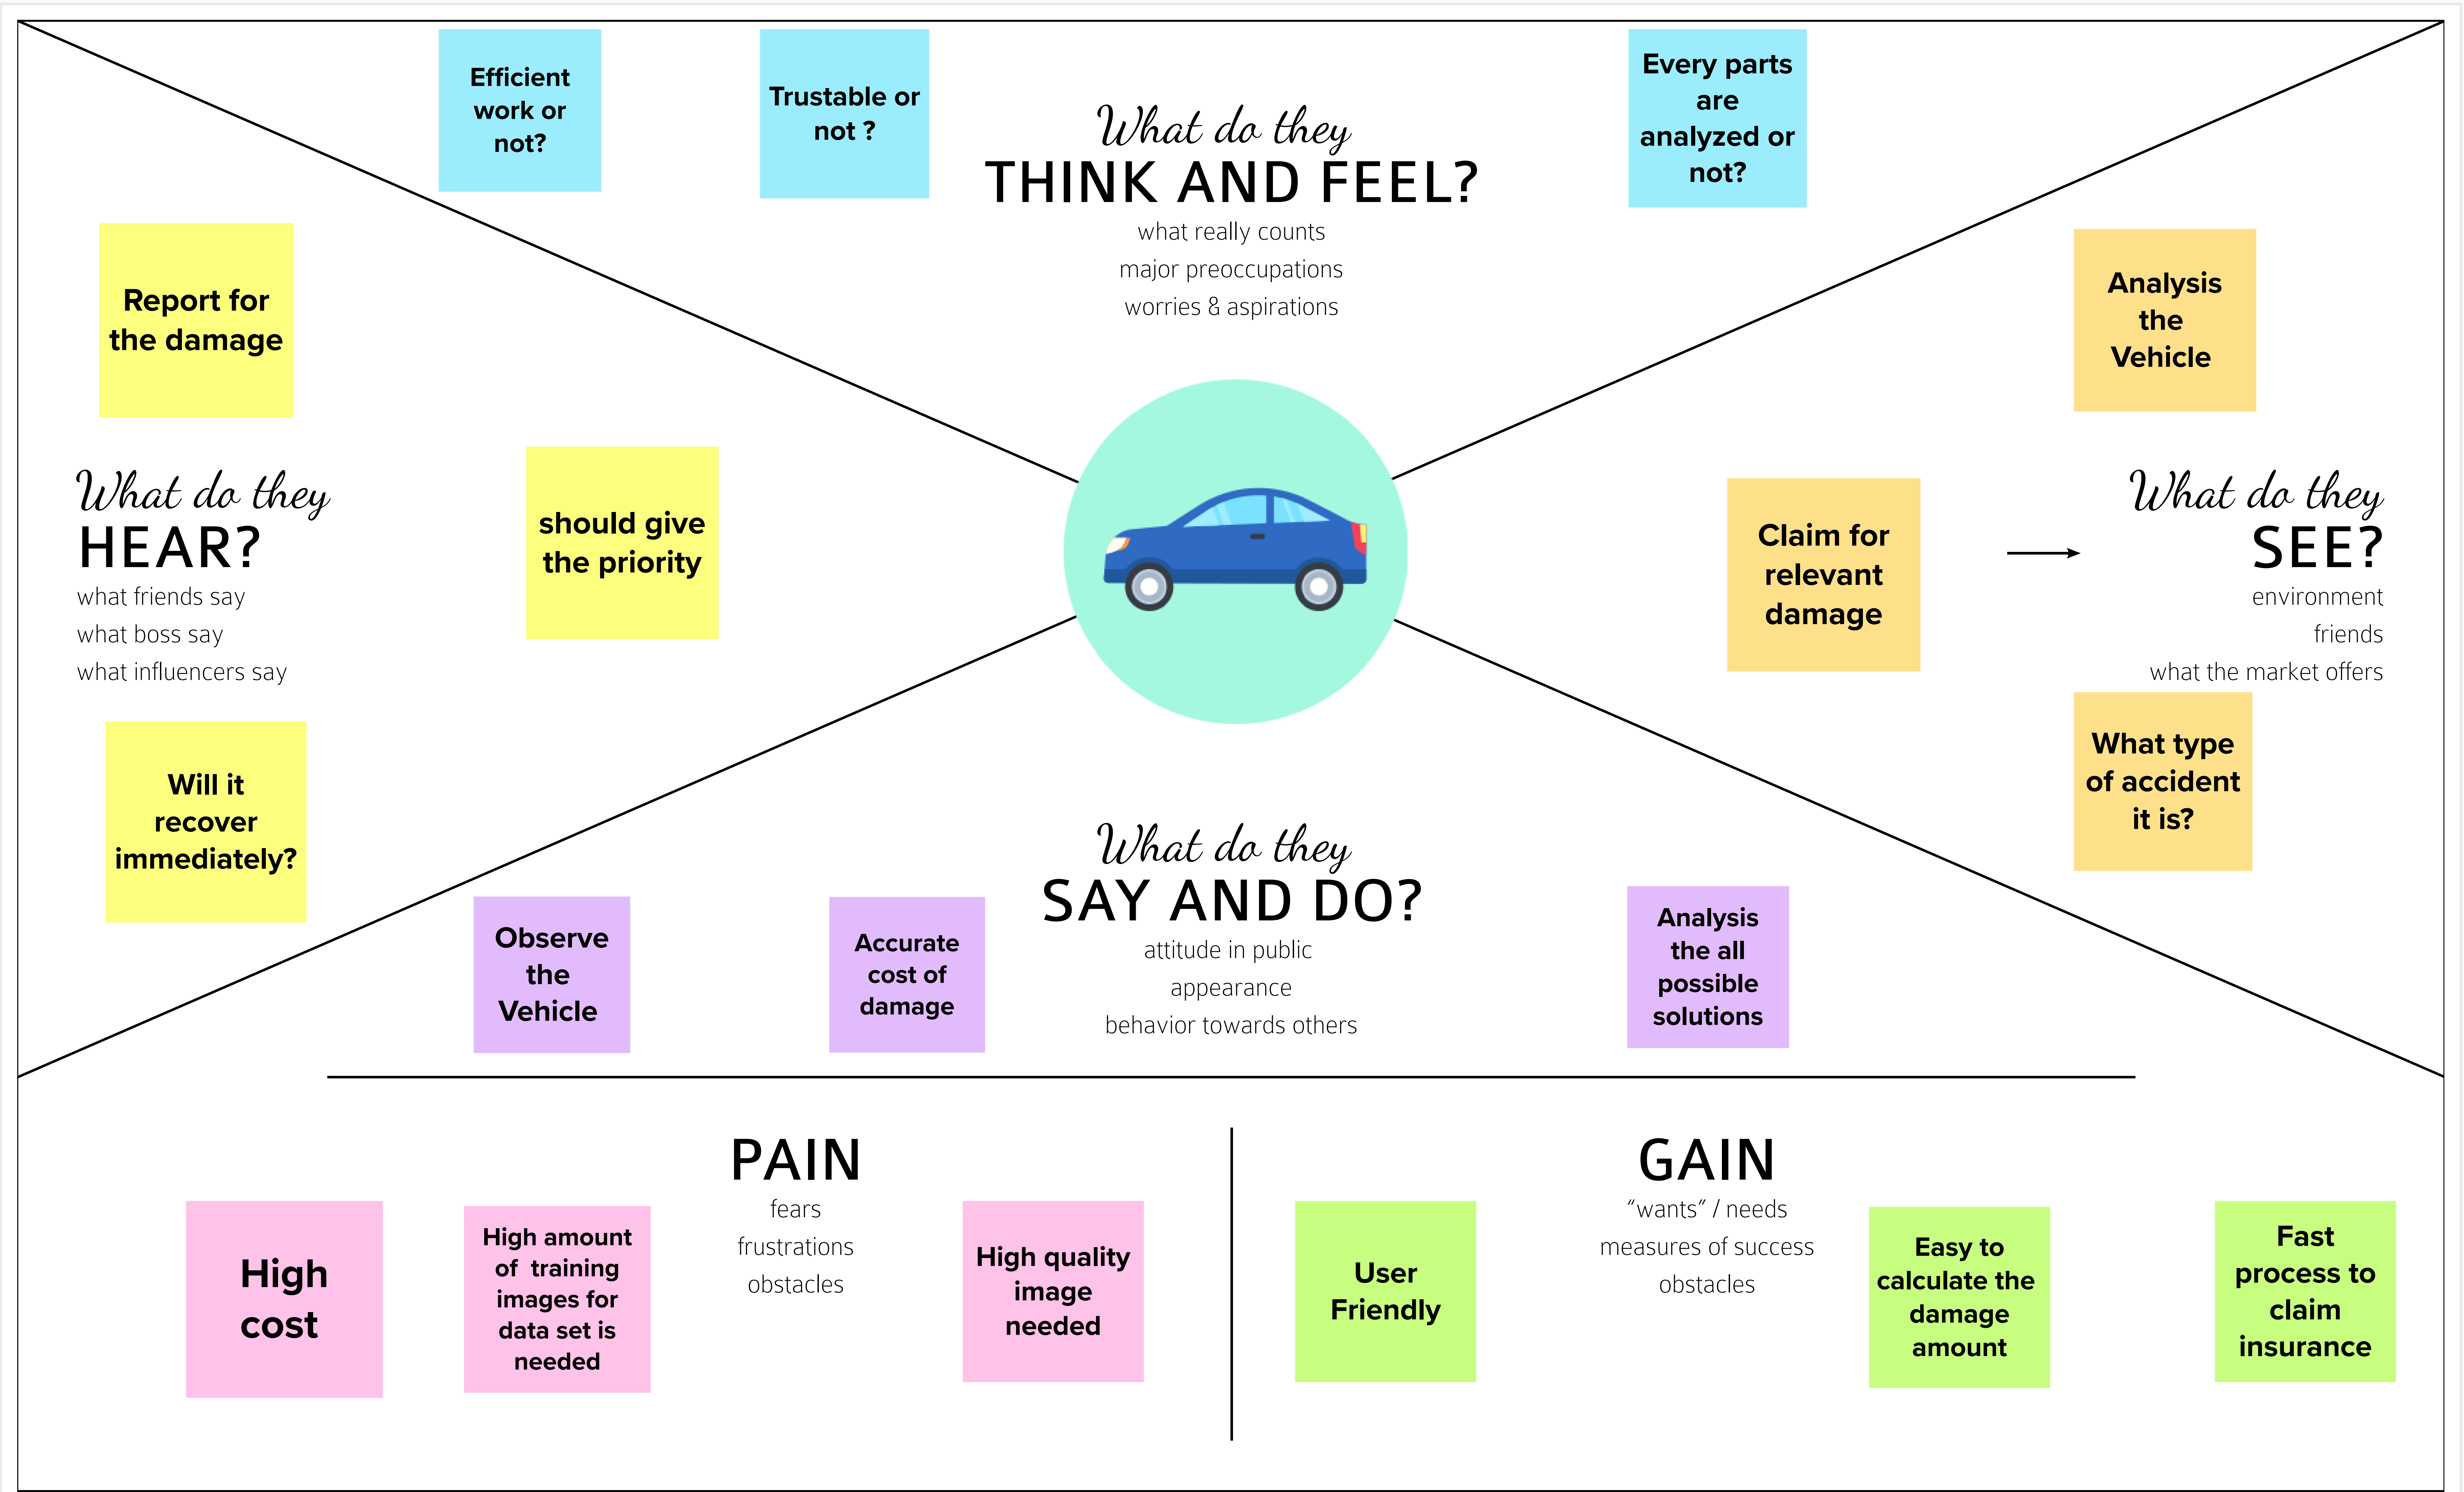 Efficient
work or
not?
Trustable or
not ?
What do they
THINK AND FEEL?
what really counts
major preoccupations
worries & aspirations
Every parts
are
analyzed or
not?
Report for
the damage
What do they
HEAR?
what friends say
what boss say
what influencers say
should give
the priority
Will it
recover
immediately?
Analysis
the
Vehicle
Claim for
relevant
damage
What do they
SEE?
environment
friends
what the market offers
What type
of accident
it is?
What do they
SAY AND DO?
attitude in public
appearance
behavior towards others
Observe
the
Vehicle
Accurate
cost of
damage
Analysis
the all
possible
solutions
PAIN
fears
frustrations
obstacles
High
cost
High amount
of  training
images for
data set is
needed
High quality
image
needed
GAIN
“wants” / needs
measures of success
obstacles
User
Friendly
Easy to
calculate the
damage
amount
Fast
process to
claim
insurance